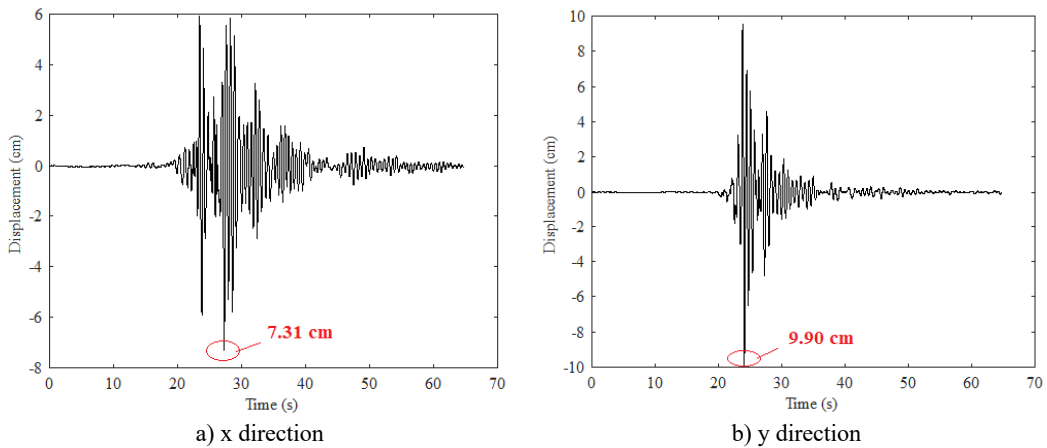 6
4
2
0
-2
-4
-6
-8
Displacement (cm)
7.31 cm
0 10 20 30 40 50 60 70
Time (s)
a) x direction
10
8
6
4
2
0
-2
-4
-6
-8
-10
Displacement (cm)
9.90 cm
0 10 20 30 40 50 60 70
Time (s)
b) y direction